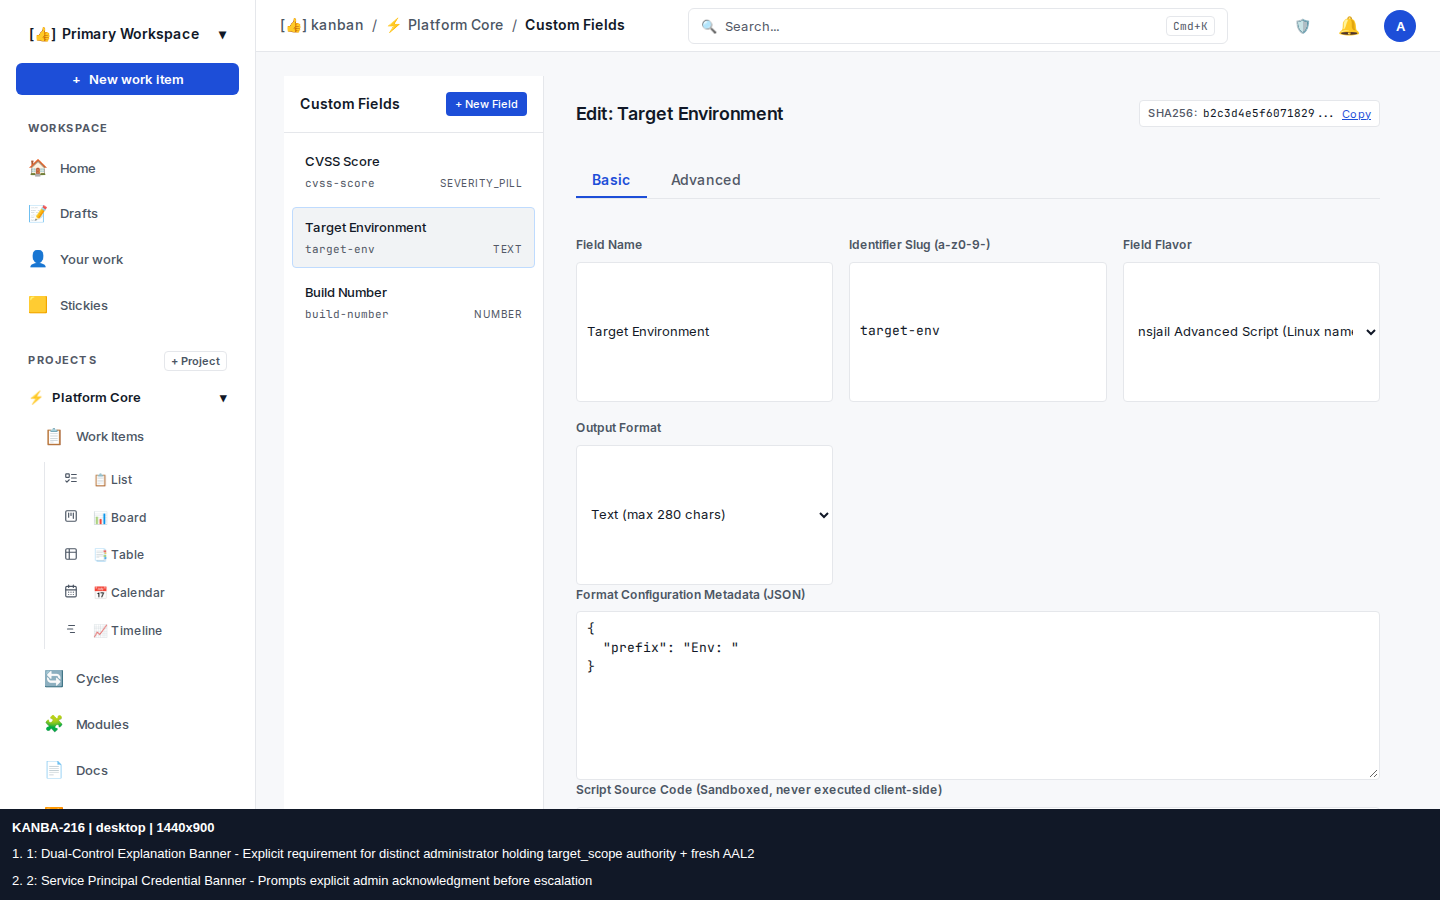 [👍] Primary Workspace ▼
+ New work item
WORKSPACE
🏠 Home
📝 Drafts
👤 Your work
🟨 Stickies
PROJECTS
+ Project
⚡ Platform Core ▼
📋 Work Items
📋 List
📊 Board
📑 Table
📅 Calendar
📈 Timeline
🔄 Cycles
🧩 Modules
📄 Docs
[👍] kanban / ⚡ Platform Core / Custom Fields
🔍 Search...
Cmd+K
A
Custom Fields
+ New Field
CVSS Score
cvss-score SEVERITY_PILL
Target Environment
target-env TEXT
Build Number
build-number NUMBER
Edit: Target Environment
SHA256: b2c3d4e5f6071829... Copy
Basic Advanced
Field Name
Target Environment
Identifier Slug (a-z0-9-)
target-env
Field Flavor
nsjail Advanced Script (Linux name
Output Format
Text (max 280 chars)
Format Configuration Metadata (JSON)
{
"prefix": "Env: "
}
Script Source Code (Sandboxed, never executed client-side)
KANBA-216 | desktop | 1440x900
1. 1: Dual-Control Explanation Banner - Explicit requirement for distinct administrator holding target_scope authority + fresh AAL2
2. 2: Service Principal Credential Banner - Prompts explicit admin acknowledgment before escalation